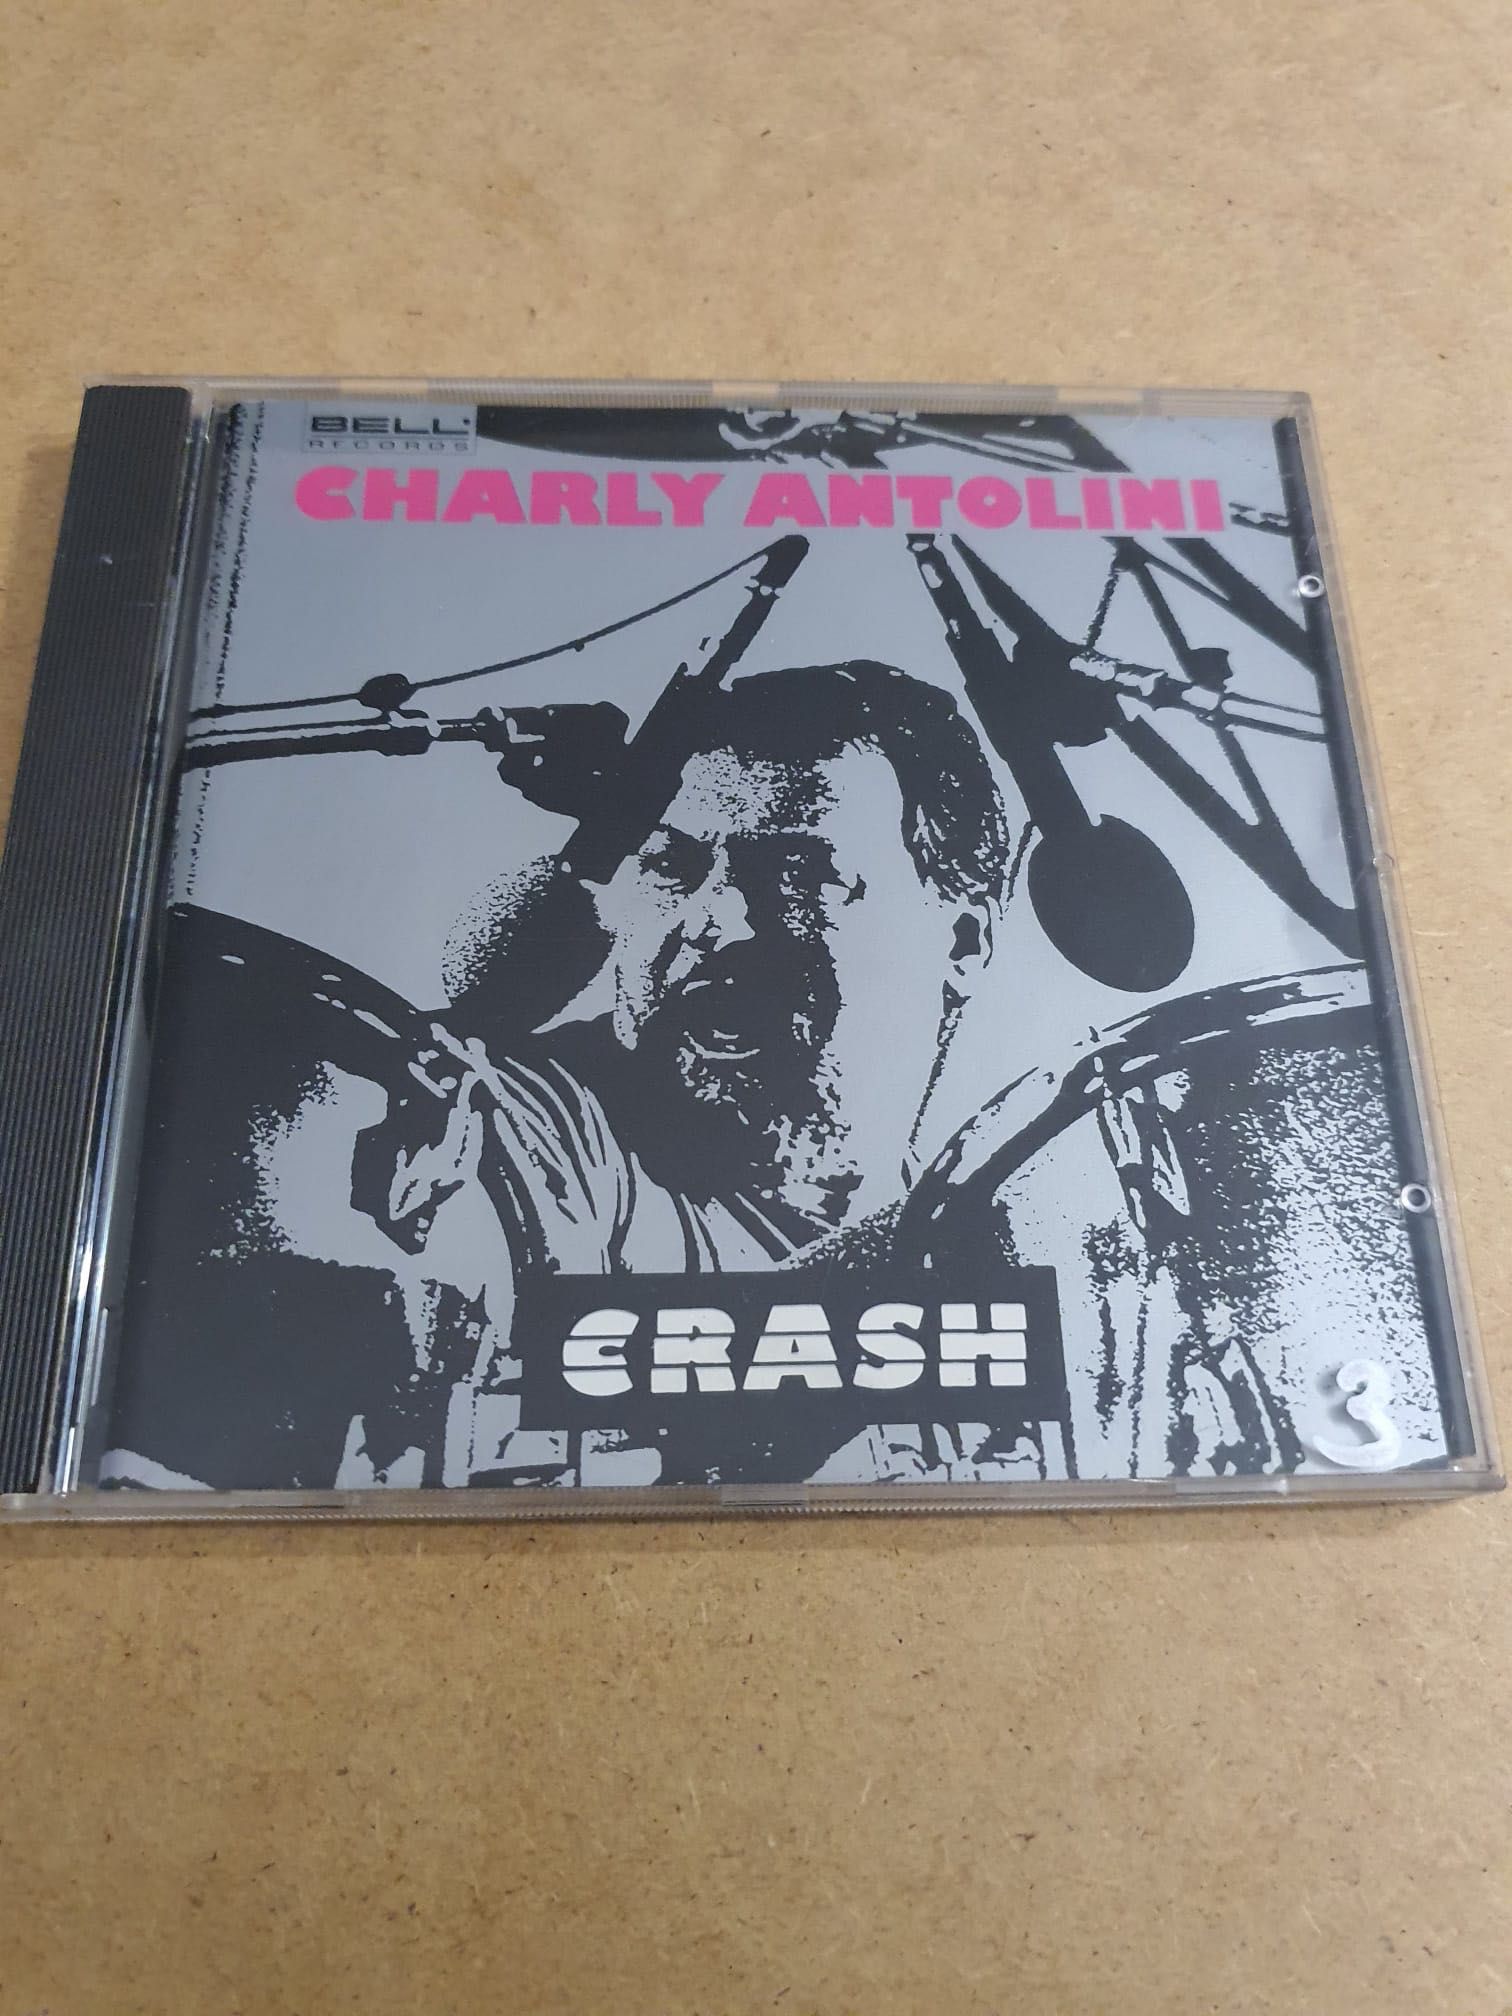 BELL
RECORDS
CHARLY ANTOLINI
CRASH
3